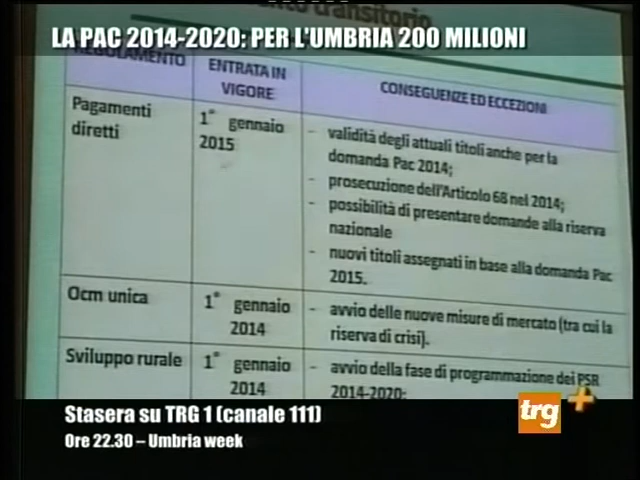 transitorio
LA PAC 2014-2020: PER L'UMBRIA 200 MILIONI
REGOLAMENTO
ENTRATA IN
VIGORE
CONSEGUENZE ED ECCEZIONI
Pagamenti
diretti
1° gennaio
2015
- validità degli attuali titoli anche per la
domanda Pac 2014;
- prosecuzione dell'Articolo 68 nel 2014;
- possibilità di presentare domande alla riserva
nazionale
- nuovi titoli assegnati in base alla domanda Pac
2015.
Ocm unica
1° gennaio
2014
- avvio delle nuove misure di mercato (tra cui la
riserva di crisi).
Sviluppo rurale
1° gennaio
2014
- avvio della fase di programmazione dei PSR
2014-2020;
Stasera su TRG 1 (canale 111)
Ore 22.30 – Umbria week
trg+